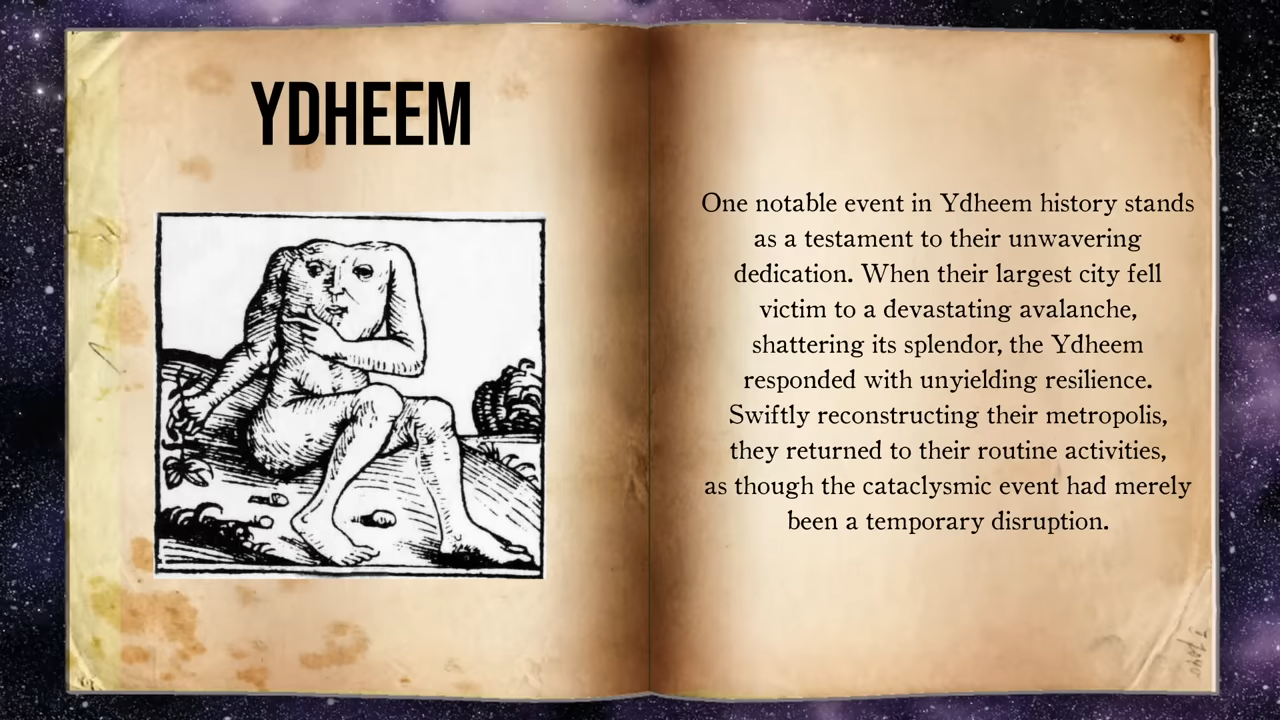 YDHEEM
One notable event in Ydheem history stands
as a testament to their unwavering
dedication. When their largest city fell
victim to a devastating avalanche,
shattering its splendor, the Ydheem
responded with unyielding resilience.
Swiftly reconstructing their metropolis,
they returned to their routine activities,
as though the cataclysmic event had merely
been a temporary disruption.